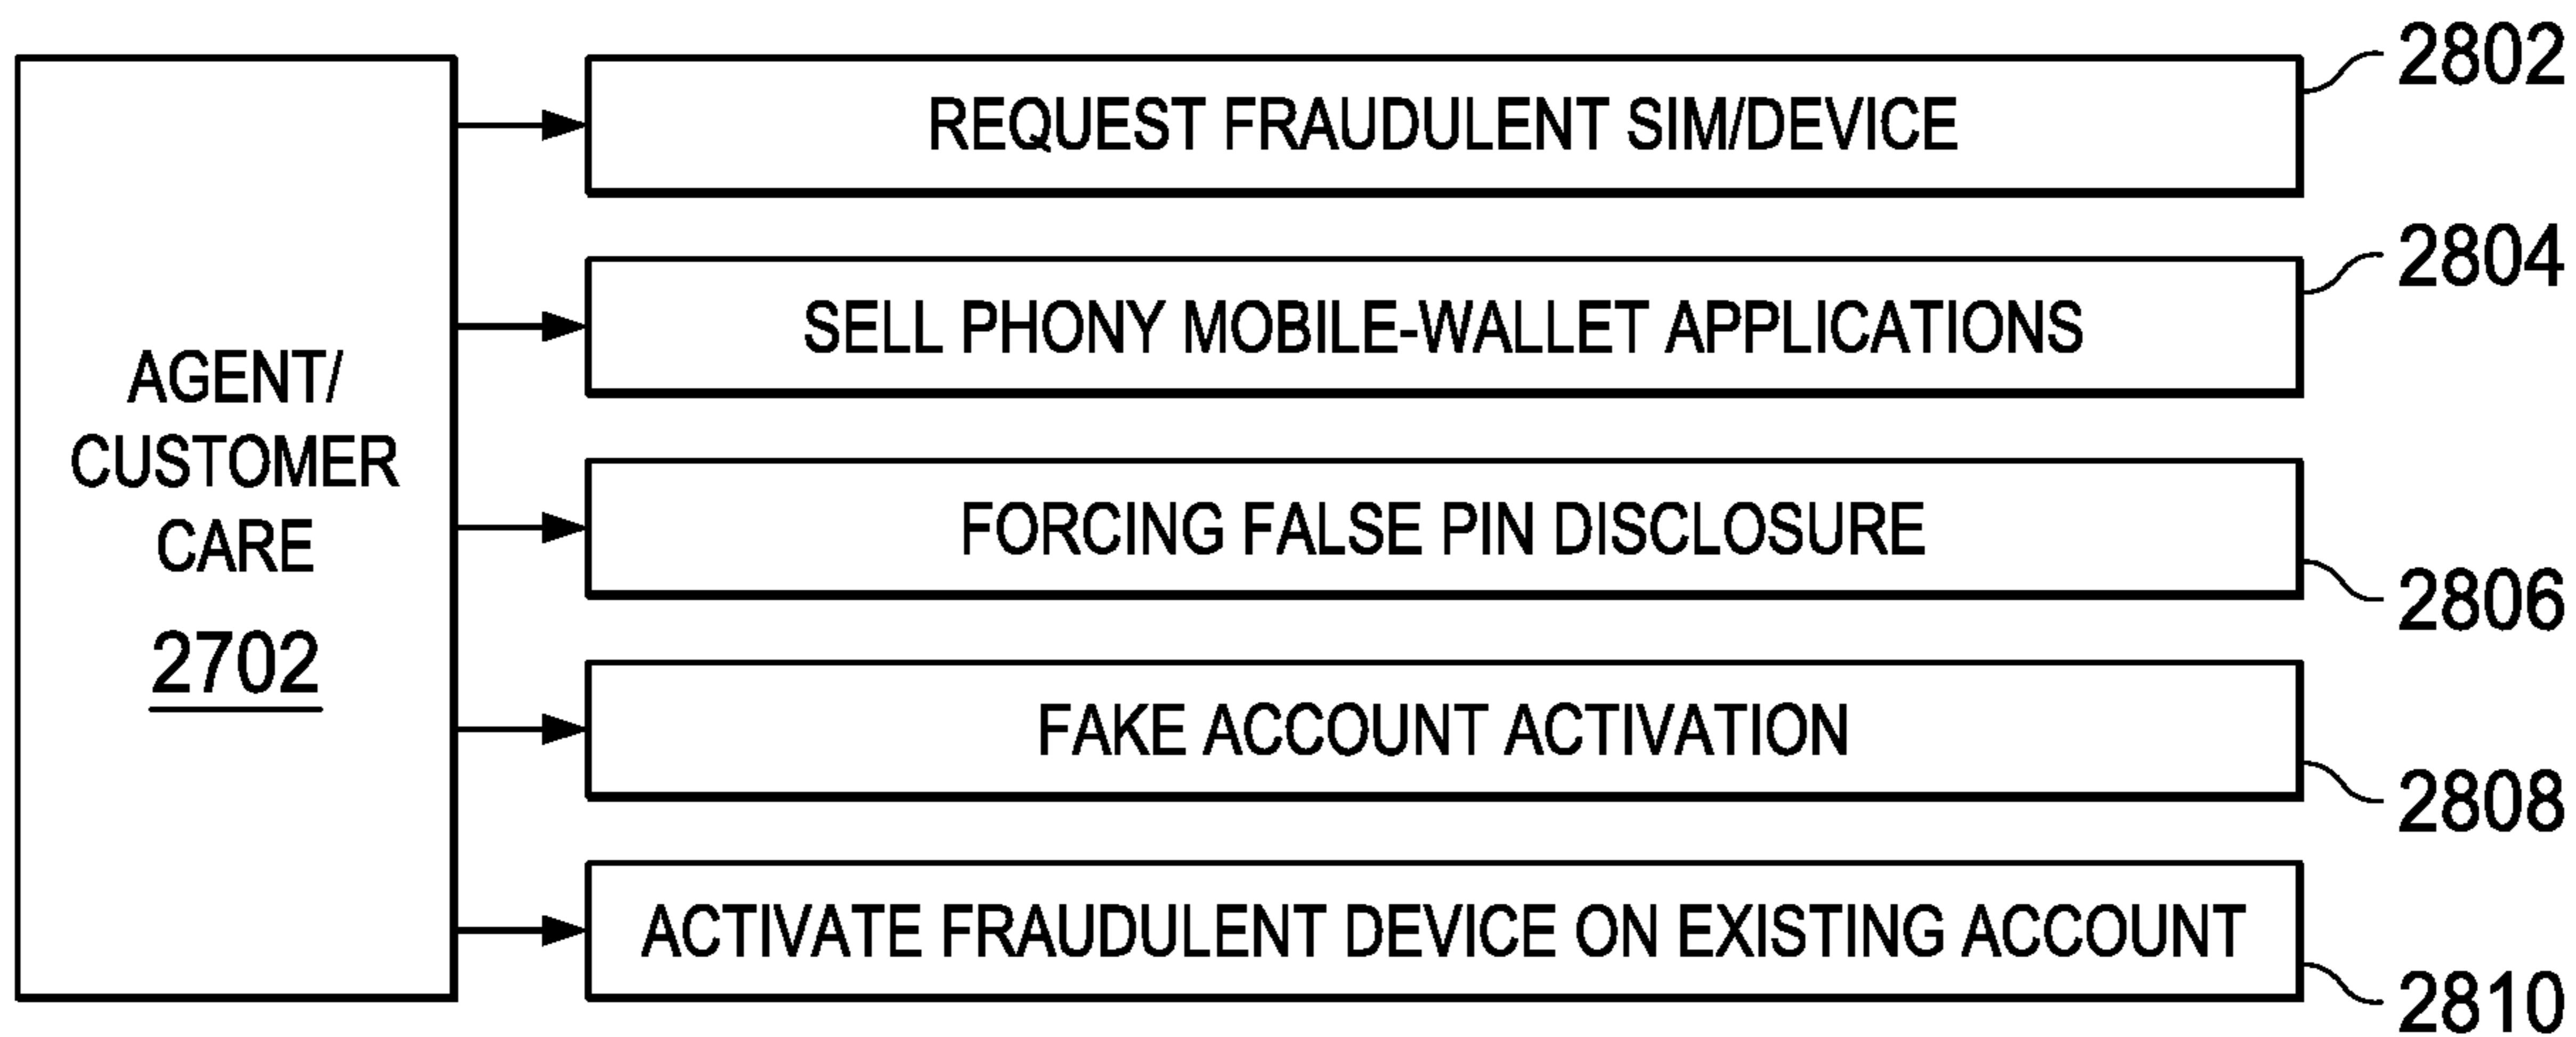 AGENT/
CUSTOMER
CARE
2702
REQUEST FRAUDULENT SIM/DEVICE
2802
SELL PHONY MOBILE-WALLET APPLICATIONS
2804
FORCING FALSE PIN DISCLOSURE
2806
FAKE ACCOUNT ACTIVATION
2808
ACTIVATE FRAUDULENT DEVICE ON EXISTING ACCOUNT
2810